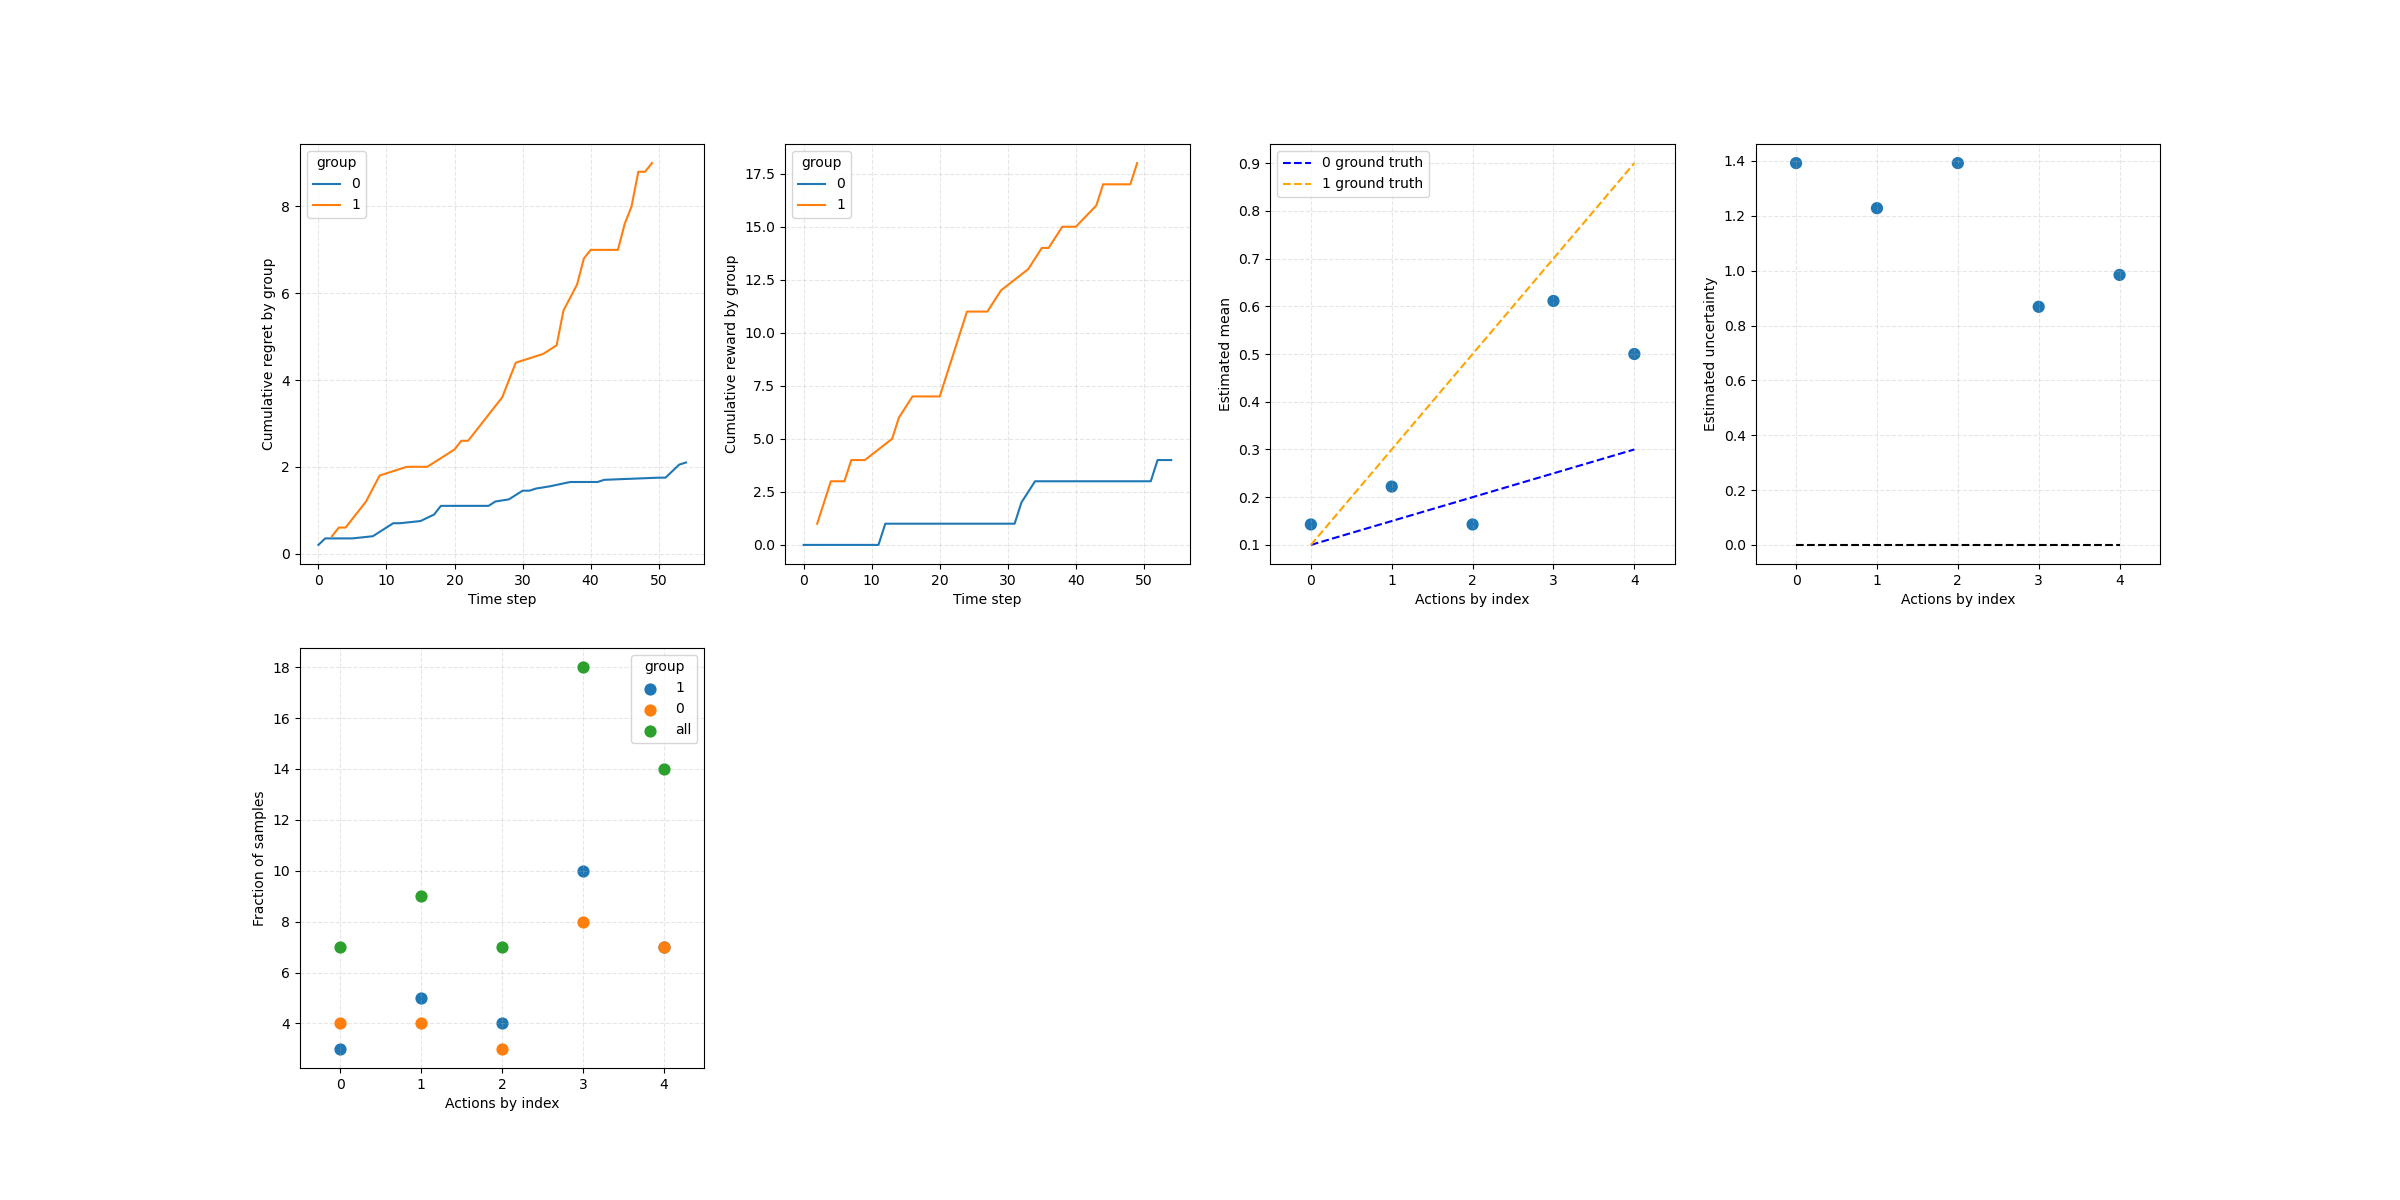 group
0
1
8
6
4
2
0
Cumulative regret by group
0 10 20 30 40 50
Time step
group
0
1
17.5
15.0
12.5
10.0
7.5
5.0
2.5
0.0
Cumulative reward by group
0 10 20 30 40 50
Time step
0 ground truth
1 ground truth
0.9
0.8
0.7
0.6
0.5
0.4
0.3
0.2
0.1
Estimated mean
0 1 2 3 4
Actions by index
1.4
1.2
1.0
0.8
0.6
0.4
0.2
0.0
Estimated uncertainty
0 1 2 3 4
Actions by index
group
1
0
all
18
16
14
12
10
8
6
4
Fraction of samples
0 1 2 3 4
Actions by index